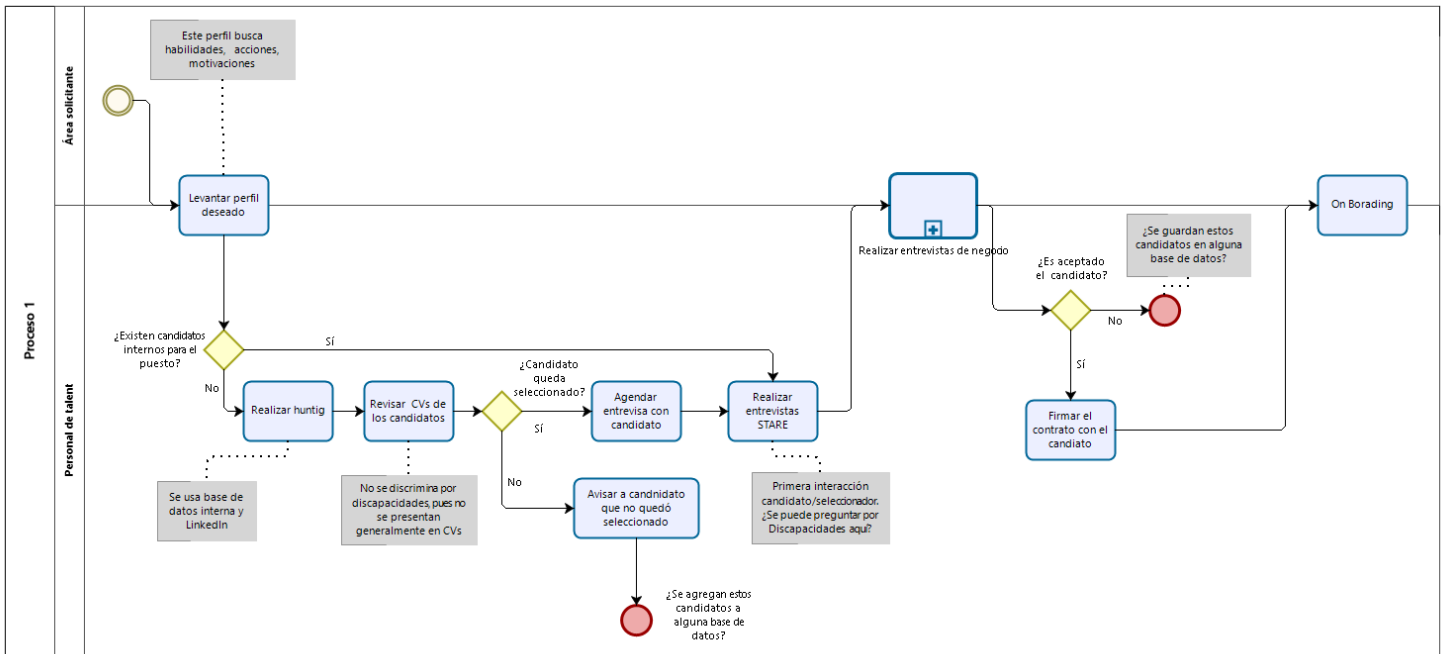 Proceso 1
Área solicitante
Personal de talent
Este perfil busca
habilidades, acciones,
motivaciones
Levantar perfil
deseado
¿Existen candidatos
internos para el
puesto?
Sí
No
Realizar huntig
Se usa base de
datos interna y
LinkedIn
Revisar CVs de
los candidatos
No se discrimina por
discapacidades, pues no
se presentan
generalmente en CVs
¿Candidato
queda
seleccionado?
Sí
No
Agendar
entrevisa con
candidato
Avisar a candnidato
que no quedó
seleccionado
¿Se agregan estos
candidatos a
alguna base de
datos?
Realizar
entrevistas
STARE
Primera interacción
candidato/seleccionador.
¿Se puede preguntar por
Discapacidades aquí?
Realizar entrevistas de negocio
¿Es aceptado
el candidato?
No
Sí
¿Se guardan estos
candidatos en alguna
base de datos?
Firmar el
contrato con el
candiato
On Borading